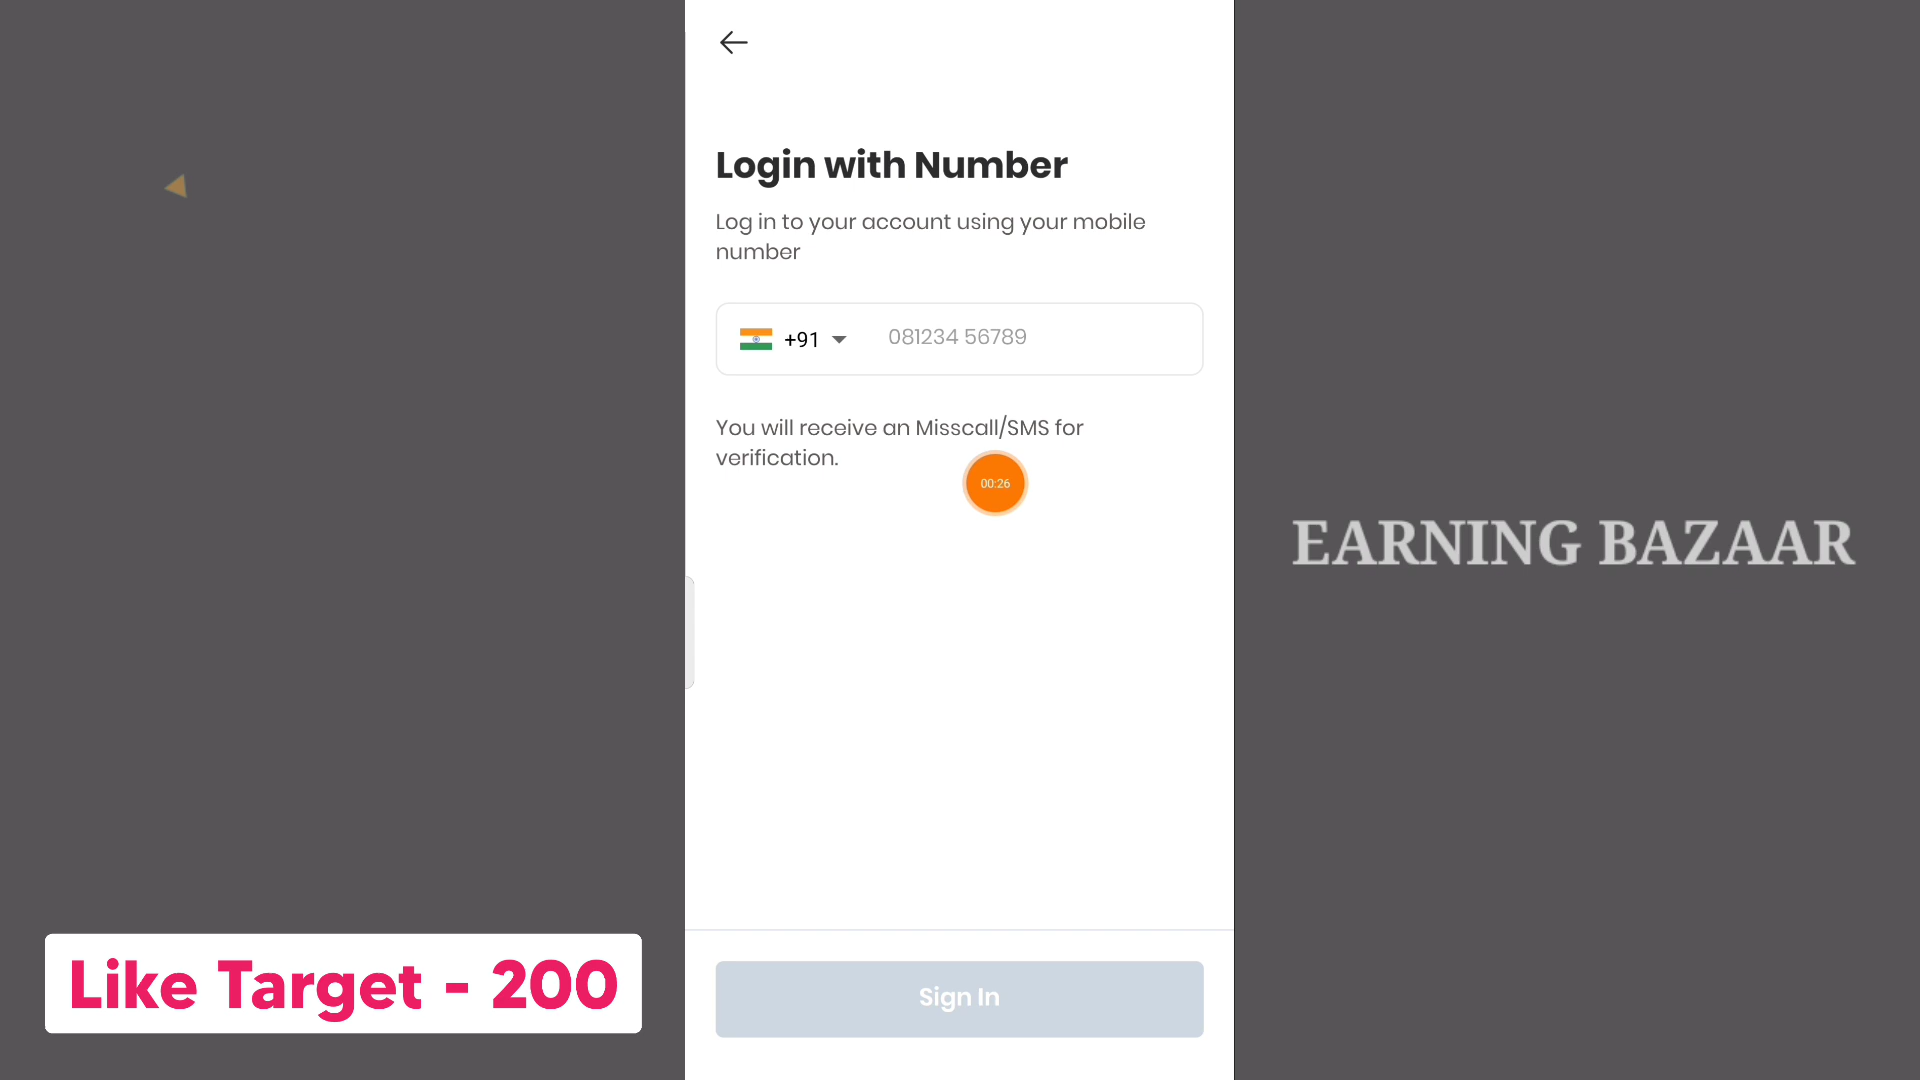 Login with Number
Log in to your account using your mobile
number
+91 081234 56789
You will receive an Misscall/SMS for
verification.
00:26
EARNING BAZAAR
Like Target - 200
Sign In